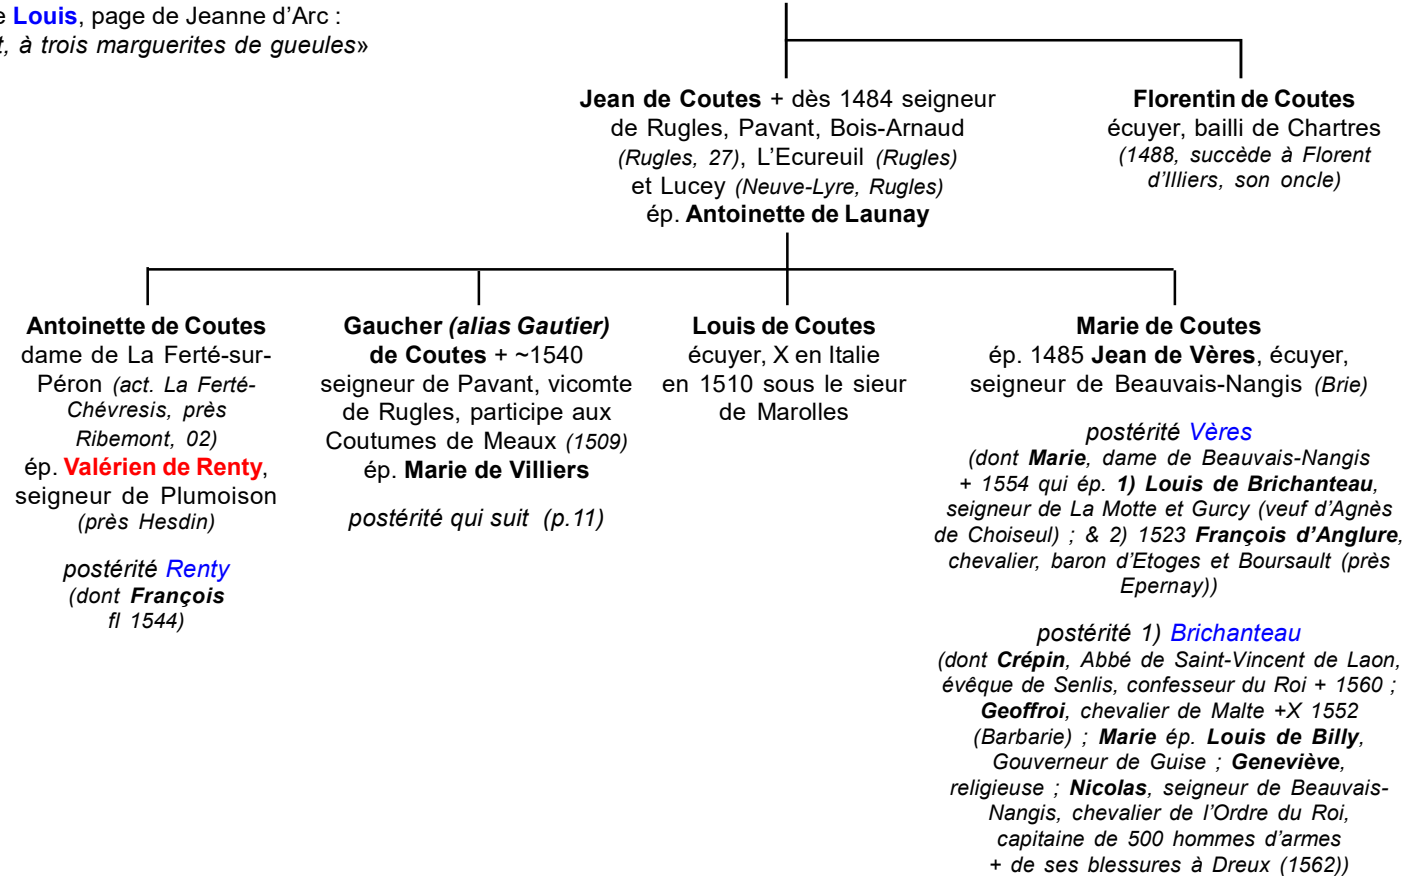 e Louis, page de Jeanne d'Arc :
t, à trois marguerites de gueules»
Jean de Coutes + dès 1484 seigneur
de Rugles, Pavant, Bois-Arnaud
(Rugles, 27), L'Ecureuil (Rugles)
et Lucey (Neuve-Lyre, Rugles)
ép. Antoinette de Launay
Florentin de Coutes
écuyer, bailli de Chartres
(1488, succède à Florent
d'Illiers, son oncle)
Antoinette de Coutes
dame de La Ferté-sur-
Péron (act. La Ferté-
Chévresis, près
Ribemont, 02)
ép. Valérien de Renty,
seigneur de Plumoison
(près Hesdin)
postérité Renty
(dont François
fl 1544)
Gaucher (alias Gautier)
de Coutes + ~1540
seigneur de Pavant, vicomte
de Rugles, participe aux
Coutumes de Meaux (1509)
ép. Marie de Villiers
postérité qui suit (p.11)
Louis de Coutes
écuyer, X en Italie
en 1510 sous le sieur
de Marolles
Marie de Coutes
ép. 1485 Jean de Vères, écuyer,
seigneur de Beauvais-Nangis (Brie)
postérité Vères
(dont Marie, dame de Beauvais-Nangis
+ 1554 qui ép. 1) Louis de Brichanteau,
seigneur de La Motte et Gurcy (veuf d'Agnès
de Choiseul) ; & 2) 1523 François d'Anglure,
chevalier, baron d'Etoges et Boursault (près
Epernay))
postérité 1) Brichanteau
(dont Crépin, Abbé de Saint-Vincent de Laon,
évêque de Senlis, confesseur du Roi + 1560 ;
Geoffroi, chevalier de Malte +X 1552
(Barbarie) ; Marie ép. Louis de Billy,
Gouverneur de Guise ; Geneviève,
religieuse ; Nicolas, seigneur de Beauvais-
Nangis, chevalier de l'Ordre du Roi,
capitaine de 500 hommes d'armes
+ de ses blessures à Dreux (1562))